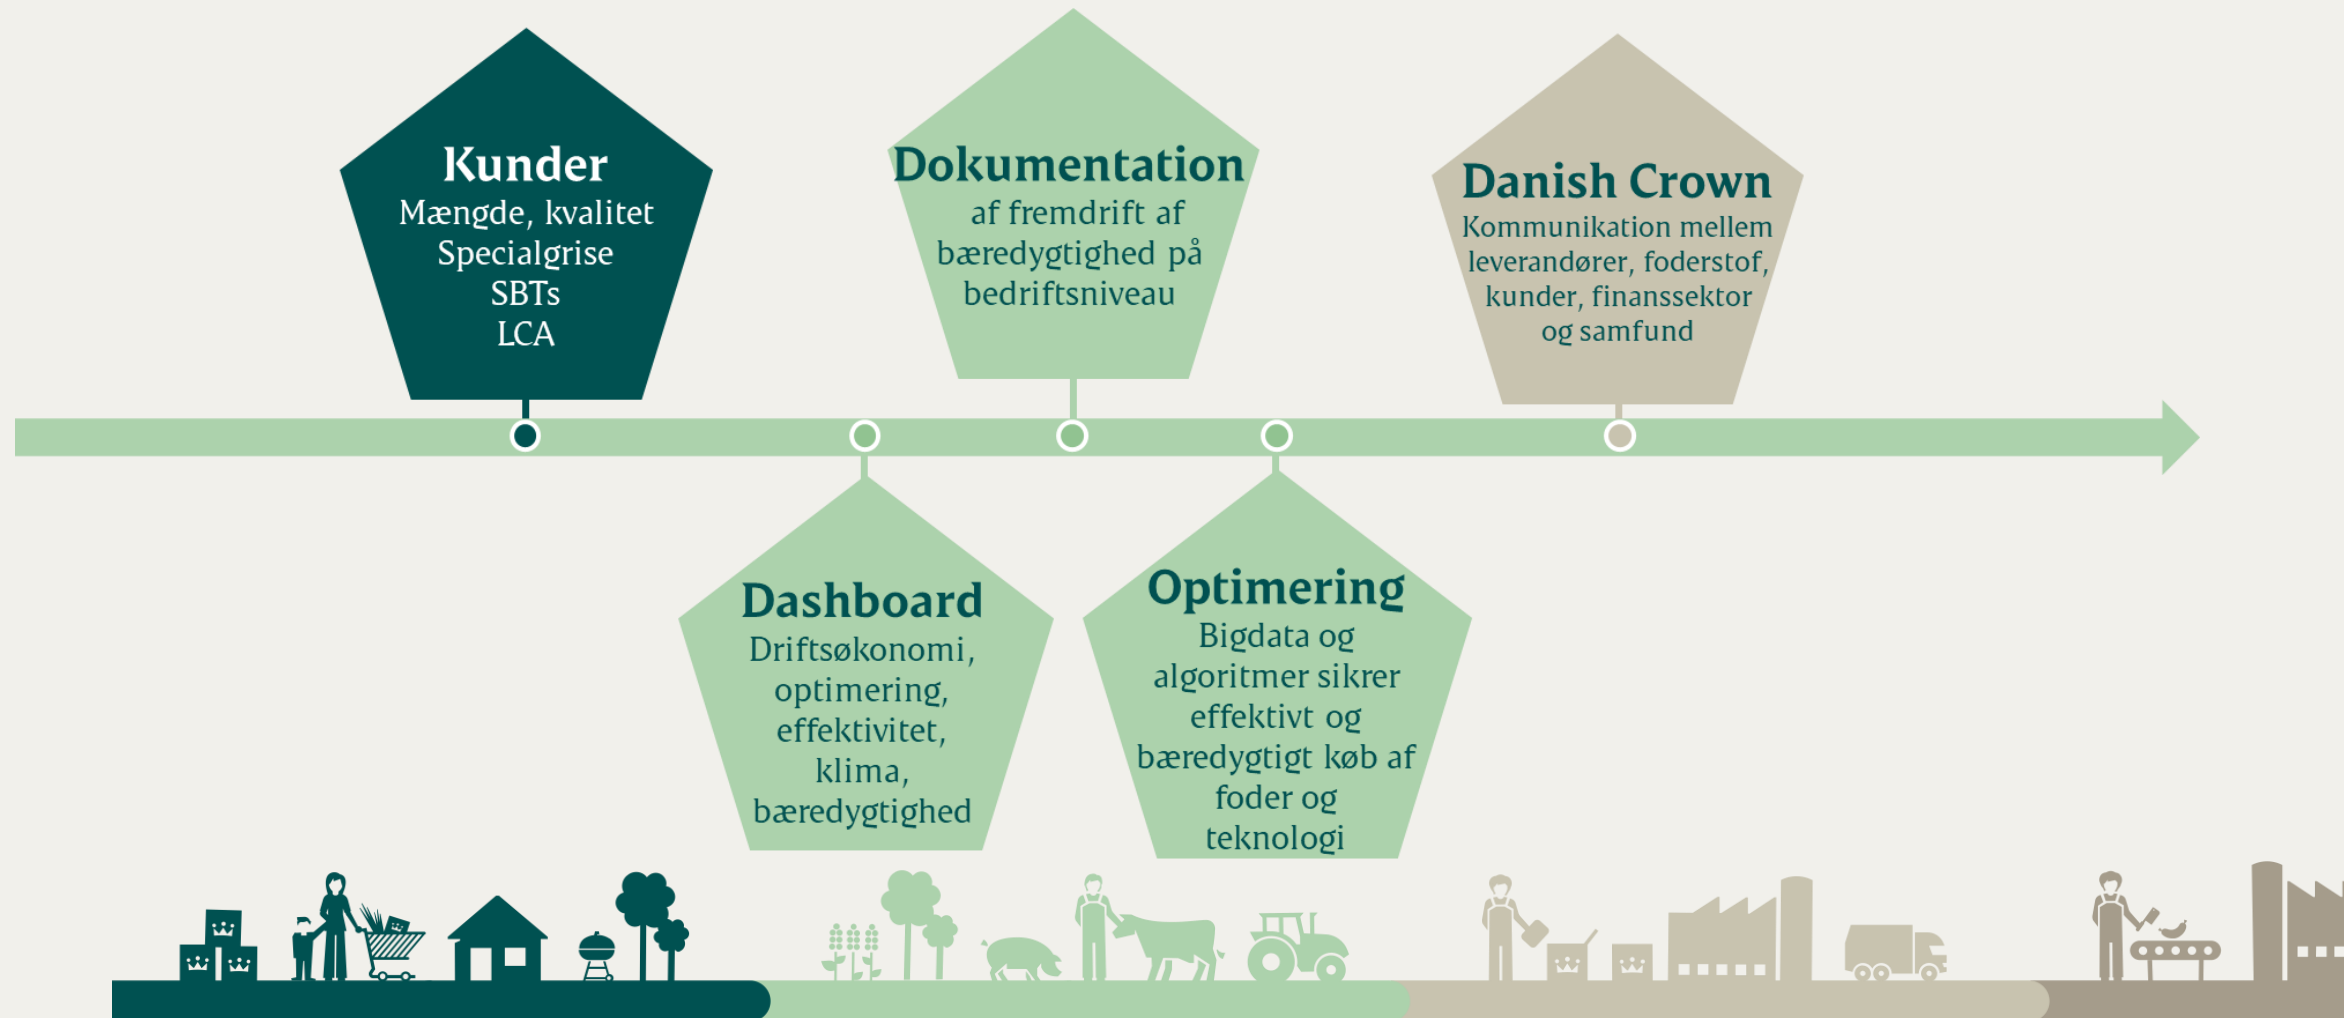 Kunder
Mængde, kvalitet
Specialgrise
SBTs
LCA
Dokumentation
af fremdrift af
bæredygtighed på
bedriftsniveau
Danish Crown
Kommunikation mellem
leverandører, foderstof,
kunder, finanssektor
og samfund
Dashboard
Driftsøkonomi,
optimering,
effektivitet,
klima,
bæredygtighed
Optimering
Bigdata og
algoritmer sikrer
effektivt og
bæredygtigt køb af
foder og
teknologi